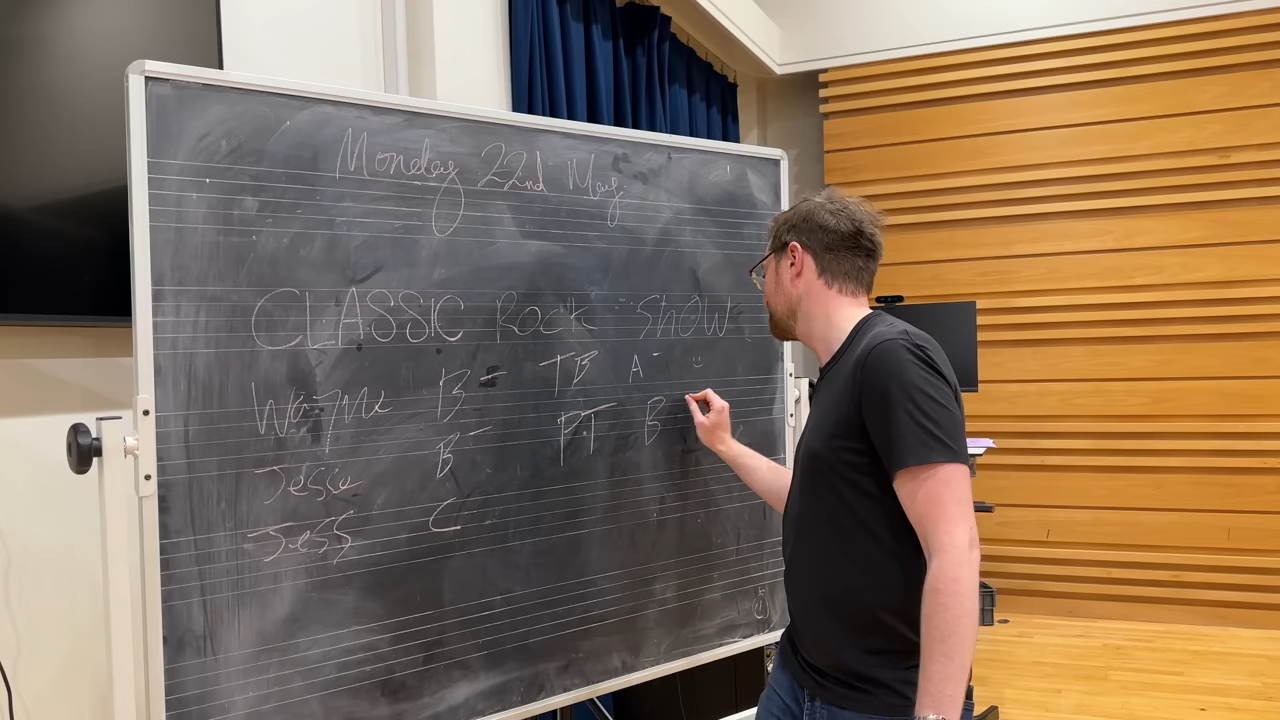 Monday 22nd May
CLASSIC Rock Show
Wayne B- TB A- :)
Jesse B- PT B
Jess C